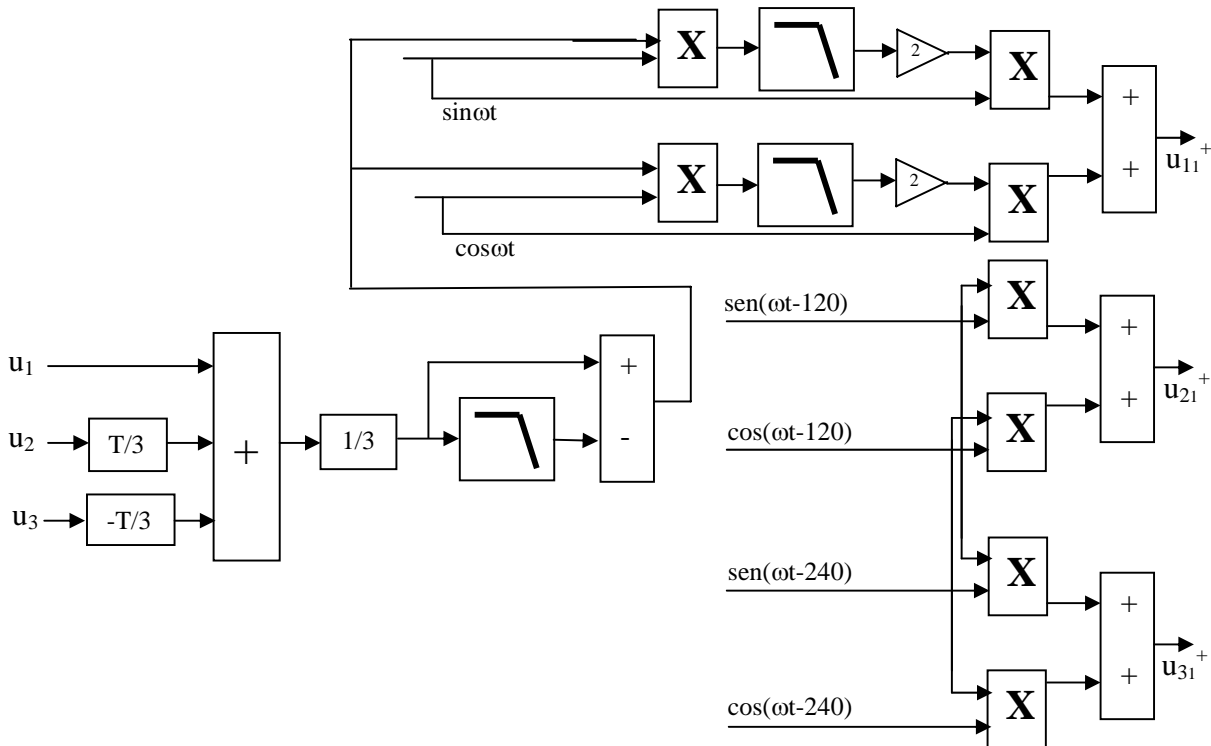 X
2
X
+
+
u₁₁⁺
sinωt
X
2
X
cosωt
sen(ωt-120)
X
+
+
u₂₁⁺
cos(ωt-120)
X
u₁
u₂
T/3
u₃
-T/3
+
1/3
+
-
sen(ωt-240)
X
+
+
u₃₁⁺
cos(ωt-240)
X